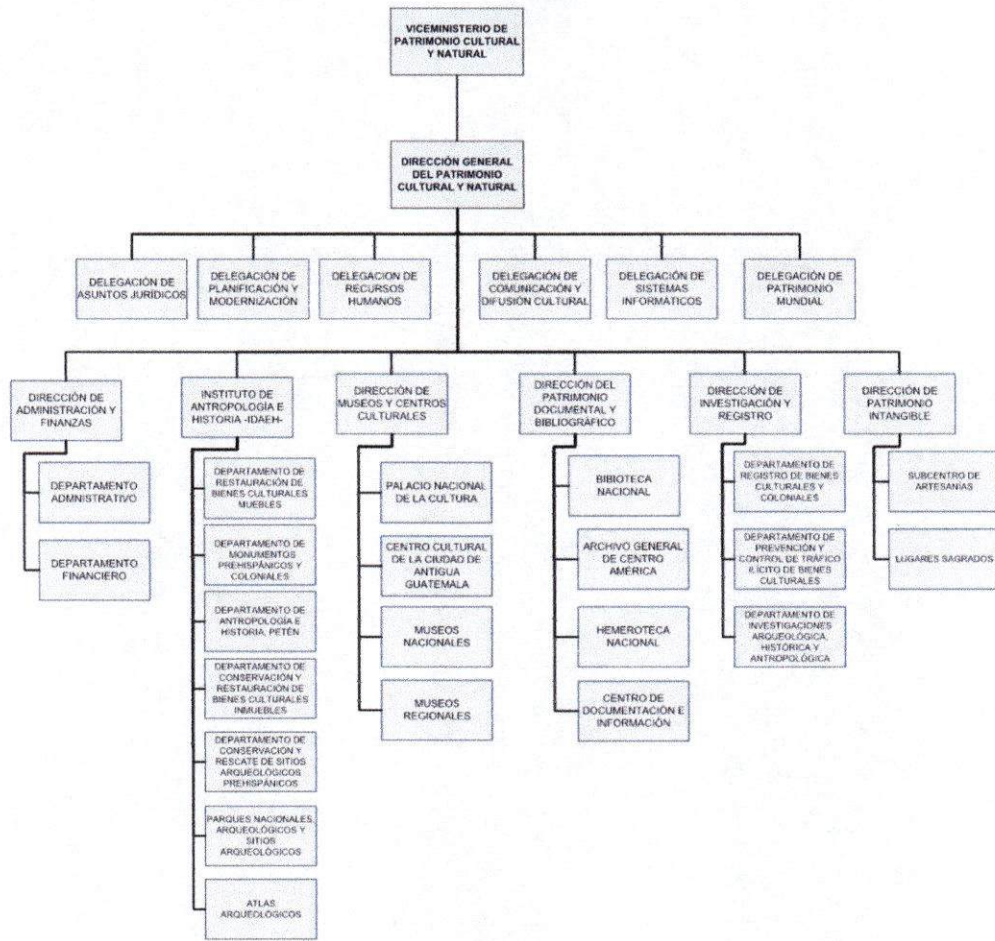 VICEMINISTERIO DE
PATRIMONIO CULTURAL
Y NATURAL
DIRECCIÓN GENERAL
DEL PATRIMONIO
CULTURAL Y NATURAL
DELEGACIÓN DE
ASUNTOS JURÍDICOS
DELEGACIÓN DE
PLANIFICACIÓN Y
MODERNIZACIÓN
DELEGACION DE
RECURSOS
HUMANOS
DELEGACIÓN DE
COMUNICACIÓN Y
DIFUSIÓN CULTURAL
DELEGACIÓN DE
SISTEMAS
INFORMÁTICOS
DELEGACIÓN DE
PATRIMONIO
MUNDIAL
DIRECCIÓN DE
ADMINISTRACIÓN Y
FINANZAS
DEPARTAMENTO
ADMNISTRATIVO
DEPARTAMENTO
FINANCIERO
INSTITUTO DE
ANTROPOLOGÍA E
HISTORIA -IDAEH-
DEPARTAMENTO DE
RESTAURACIÓN DE
BIENES CULTURALES
MUEBLES
DEPARTAMENTO DE
MONUMENTOS
PREHISPÁNICOS Y
COLONIALES
DEPARTAMENTO DE
ANTROPOLOGÍA E
HISTORIA, PETÉN
DEPARTAMENTO DE
CONSERVACIÓN Y
RESTAURACIÓN DE
BIENES CULTURALES
INMUEBLES
DEPARTAMENTO DE
CONSERVACIÓN Y
RESCATE DE SITIOS
ARQUEOLÓGICOS
PREHISPÁNICOS
PARQUES NACIONALES,
ARQUEOLÓGICOS Y
SITIOS
ARQUEOLÓGICOS
ATLAS
ARQUEOLÓGICOS
DIRECCIÓN DE
MUSEOS Y CENTROS
CULTURALES
PALACIO NACIONAL
DE LA CULTURA
CENTRO CULTURAL
DE LA CIUDAD DE
ANTIGUA
GUATEMALA
MUSEOS
NACIONALES
MUSEOS
REGIONALES
DIRECCIÓN DEL
PATRIMONIO
DOCUMENTAL Y
BIBLIOGRÁFICO
BIBIOTECA
NACIONAL
ARCHIVO GENERAL
DE CENTRO
AMÉRICA
HEMEROTECA
NACIONAL
CENTRO DE
DOCUMENTACIÓN E
INFORMACIÓN
DIRECCIÓN DE
INVESTIGACIÓN Y
REGISTRO
DEPARTAMENTO DE
REGISTRO DE BIENES
CULTURALES Y
COLONIALES
DEPARTAMENTO DE
PREVENCIÓN Y
CONTROL DE TRÁFICO
ILÍCITO DE BIENES
CULTURALES
DEPARTAMENTO DE
INVESTIGACIONES
ARQUEOLÓGICA,
HISTÓRICA Y
ANTROPOLÓGICA
DIRECCIÓN DE
PATRIMONIO
INTANGIBLE
SUBCENTRO DE
ARTESANÍAS
LUGARES SAGRADOS